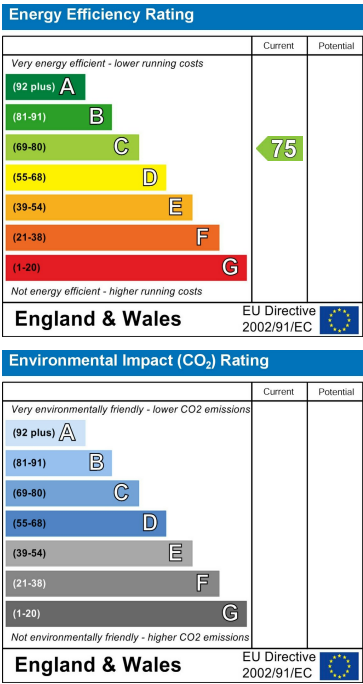 Energy Efficiency Rating
Current Potential
Very energy efficient - lower running costs
(92 plus) A
(81-91) B
(69-80) C 75
(55-68) D
(39-54) E
(21-38) F
(1-20) G
Not energy efficient - higher running costs
England & Wales EU Directive 2002/91/EC
Environmental Impact (CO₂) Rating
Current Potential
Very environmentally friendly - lower CO2 emissions
(92 plus) A
(81-91) B
(69-80) C
(55-68) D
(39-54) E
(21-38) F
(1-20) G
Not environmentally friendly - higher CO2 emissions
England & Wales EU Directive 2002/91/EC